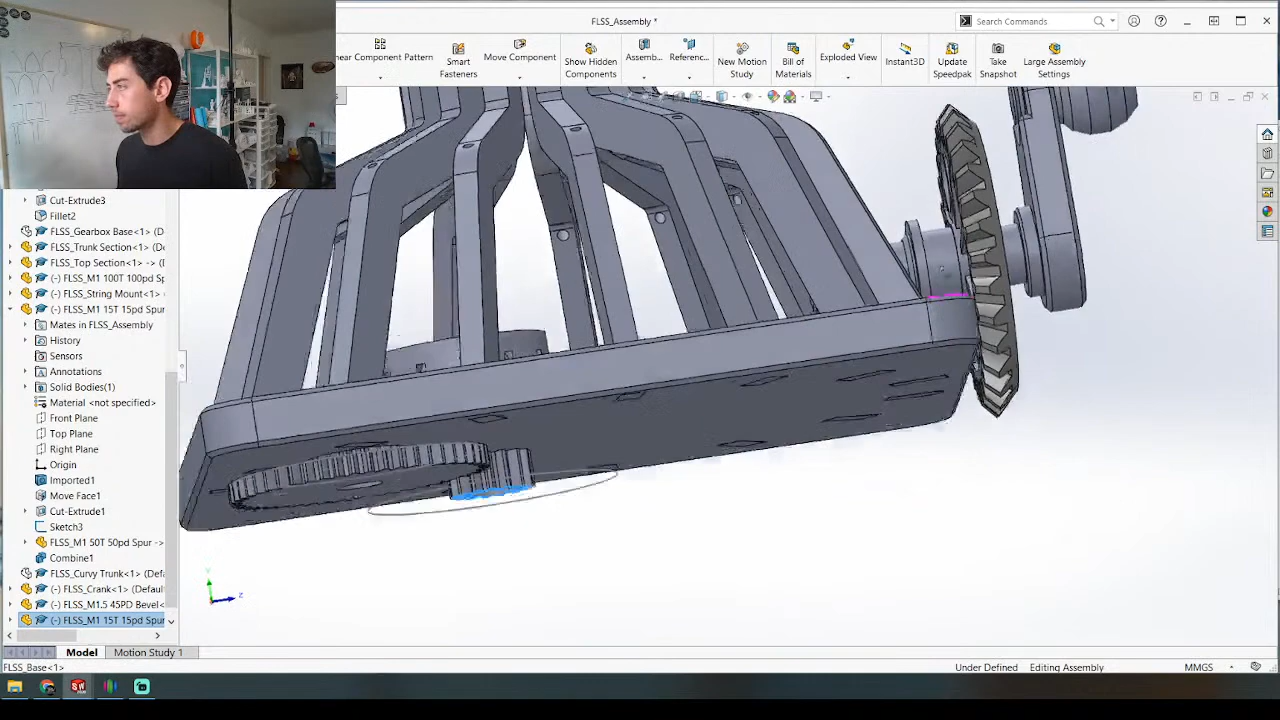 FLSS_Assembly *
Search Commands
near Component Pattern
Smart Fasteners
Move Component
Show Hidden Components
Assemb...
Referenc...
New Motion Study
Bill of Materials
Exploded View
Instant3D
Update Speedpak
Take Snapshot
Large Assembly Settings
Cut-Extrude3
Fillet2
FLSS_Gearbox Base<1> (D
FLSS_Trunk Section<1> (De
FLSS_Top Section<1> -> (D
(-) FLSS_M1 100T 100pd Sp
(-) FLSS_String Mount<1> (
(-) FLSS_M1 15T 15pd Spur
Mates in FLSS_Assembly
History
Sensors
Annotations
Solid Bodies(1)
Material <not specified>
Front Plane
Top Plane
Right Plane
Origin
Imported1
Move Face1
Cut-Extrude1
Sketch3
FLSS_M1 50T 50pd Spur ->
Combine1
FLSS_Curvy Trunk<1> (Defa
(-) FLSS_Crank<1> (Default
(-) FLSS_M1.5 45PD Bevel<
(-) FLSS_M1 15T 15pd Spur
Y
Z
Model
Motion Study 1
FLSS_Base<1>
Under Defined
Editing Assembly
MMGS